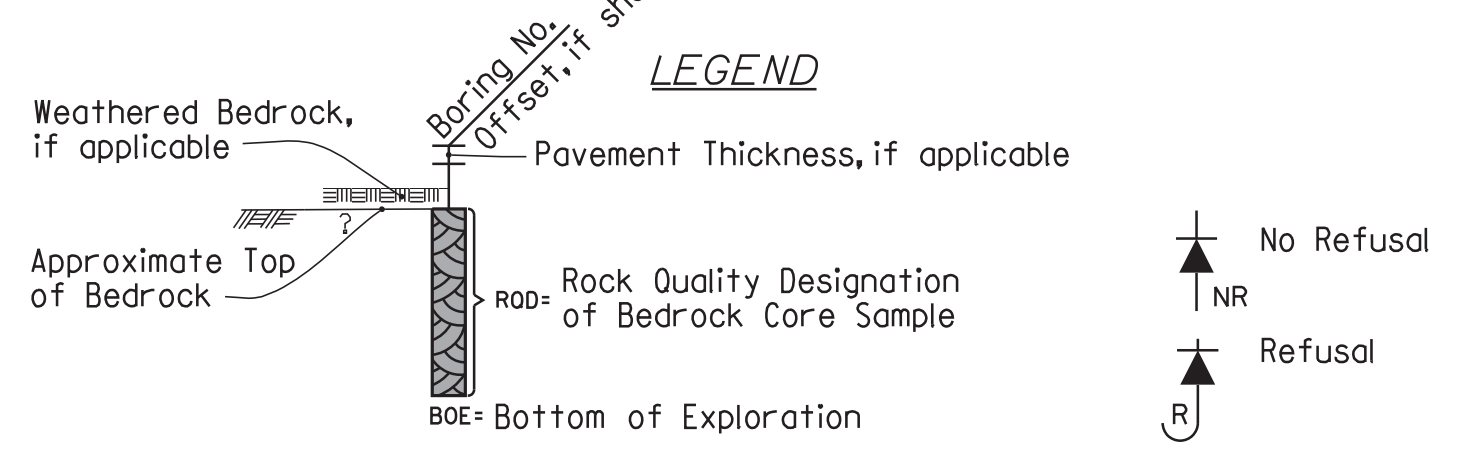 LEGEND
Boring No.
Offset, if
Weathered Bedrock,
if applicable
Pavement Thickness, if applicable
?
Approximate Top
of Bedrock
RQD= Rock Quality Designation
of Bedrock Core Sample
BOE= Bottom of Exploration
No Refusal
NR
Refusal
R